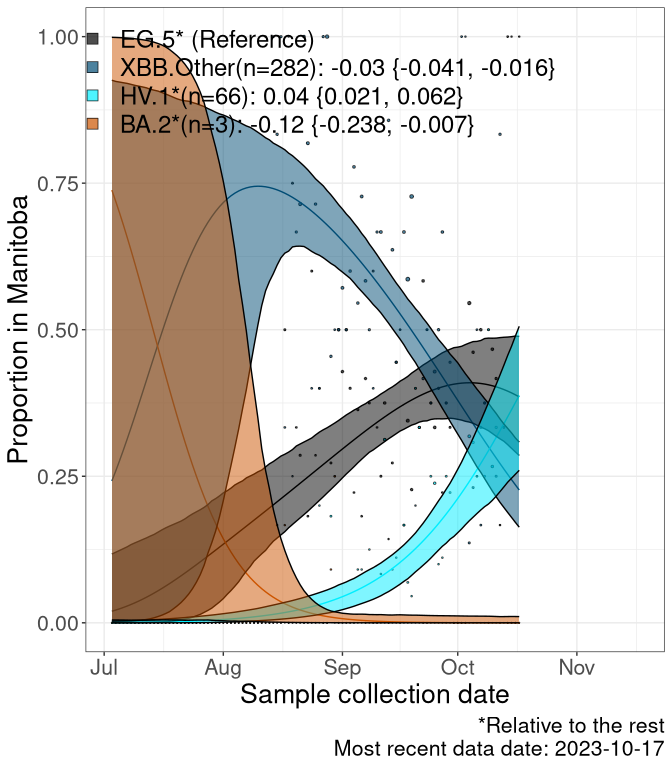 1.00
EG.5* (Reference)
XBB.Other(n=282): -0.03 {-0.041, -0.016}
HV.1*(n=66): 0.04 {0.021, 0.062}
BA.2*(n=3): -0.12 {-0.238, -0.007}
0.75
0.50
0.25
0.00
Proportion in Manitoba
Jul Aug Sep Oct Nov
Sample collection date
*Relative to the rest
Most recent data date: 2023-10-17